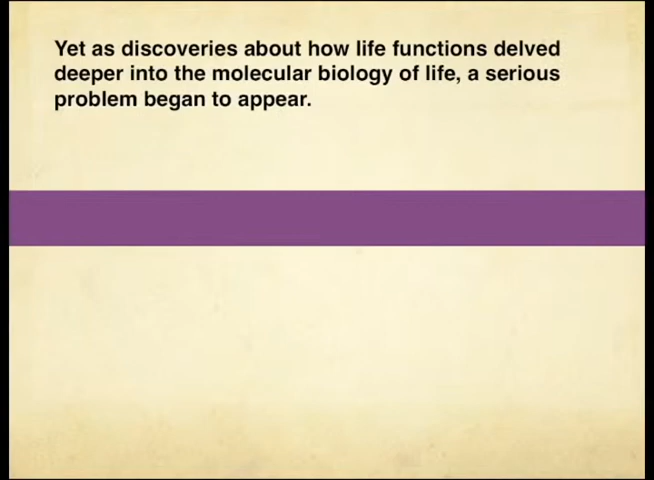 Yet as discoveries about how life functions delved
deeper into the molecular biology of life, a serious
problem began to appear.